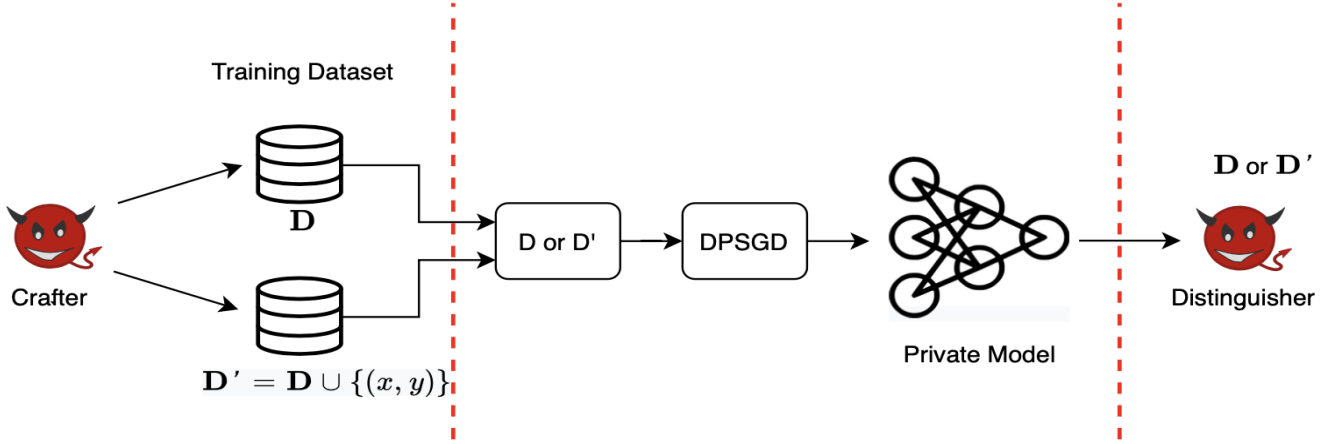 Training Dataset
D
D' = D ∪ {(x, y)}
Crafter
D or D'
DPSGD
Private Model
D or D'
Distinguisher